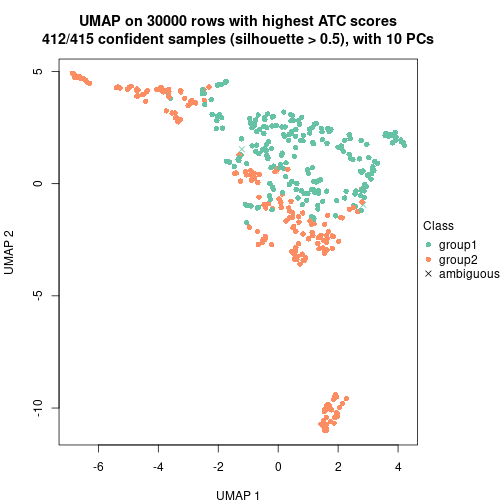 UMAP on 30000 rows with highest ATC scores
412/415 confident samples (silhouette > 0.5), with 10 PCs
5
0
-5
-10
UMAP 2
-6
-4
-2
0
2
4
UMAP 1
Class
group1
group2
ambiguous